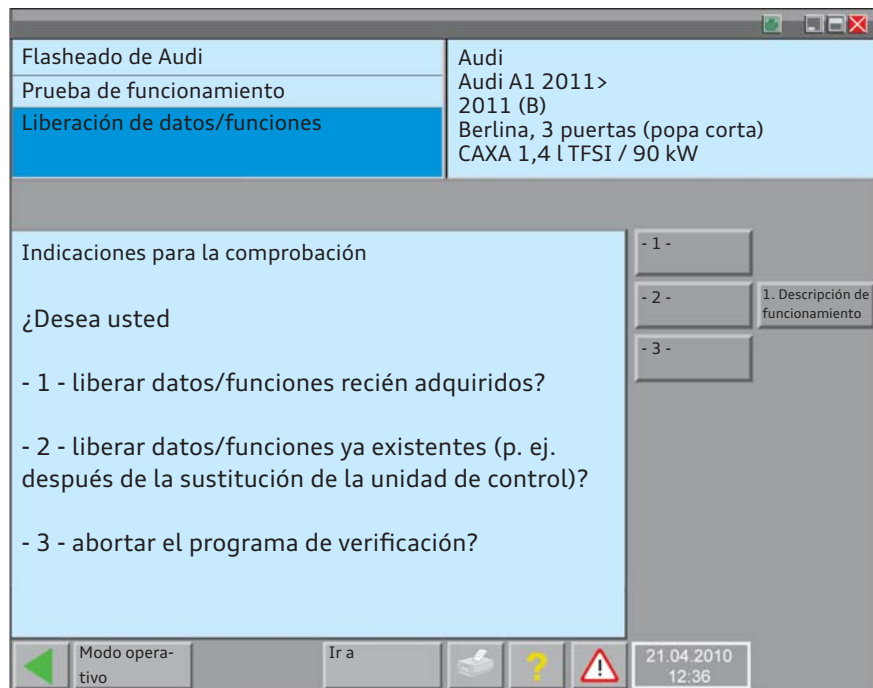 Flasheado de Audi
Prueba de funcionamiento
Liberación de datos/funciones
Audi
Audi A1 2011>
2011 (B)
Berlina, 3 puertas (popa corta)
CAXA 1,4 l TFSI / 90 kW
Indicaciones para la comprobación
¿Desea usted
- 1 - liberar datos/funciones recién adquiridos?
- 2 - liberar datos/funciones ya existentes (p. ej.
después de la sustitución de la unidad de control)?
- 3 - abortar el programa de verificación?
- 1 -
- 2 -
1. Descripción de
funcionamiento
- 3 -
Modo opera-
tivo
Ir a
?
21.04.2010
12:36